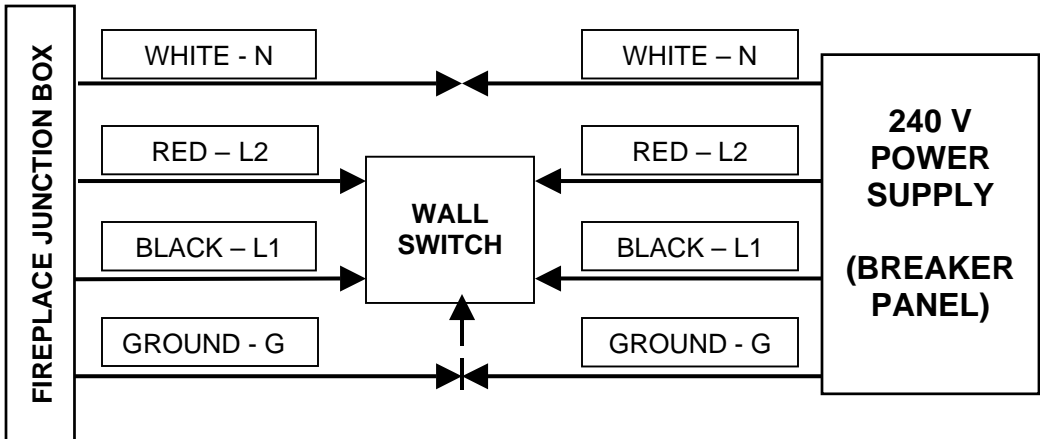 FIREPLACE JUNCTION BOX
WHITE - N
WHITE – N
RED – L2
RED – L2
WALL
SWITCH
BLACK – L1
BLACK – L1
GROUND - G
GROUND - G
240 V
POWER
SUPPLY
(BREAKER
PANEL)